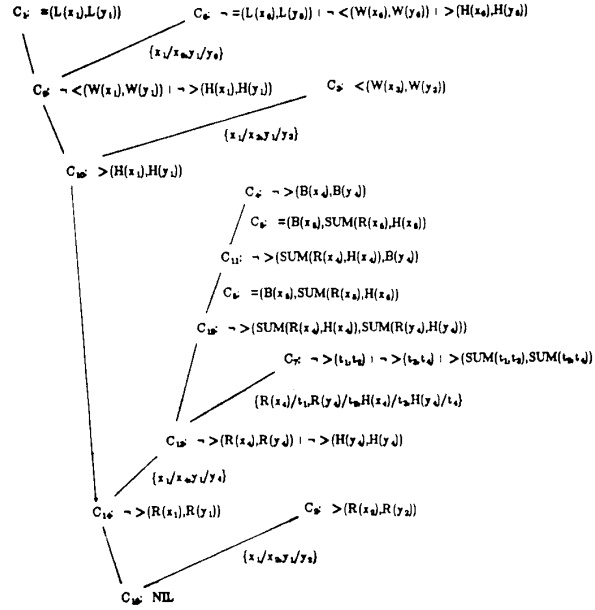 C₁: =(L(x₁),L(y₁)) C₆: ¬ =(L(x₆),L(y₆)) | ¬ <(W(x₆),W(y₆)) | >(H(x₆),H(y₆))
{x₁/x₆,y₁/y₆}
C₉: ¬ <(W(x₁),W(y₁)) | ¬ >(H(x₁),H(y₁)) C₂: <(W(x₂),W(y₂))
{x₁/x₂,y₁/y₂}
C₁₀: >(H(x₁),H(y₁))
C₄: ¬ >(B(x₄),B(y₄))
=(B(x₅),SUM(R(x₅),H(x₅))
C₁₁: ¬ >(SUM(R(x₄),H(x₄)),B(y₄))
=(B(x₅),SUM(R(x₅),H(x₅))
C₁₂: ¬ >(SUM(R(x₄),H(x₄)),SUM(R(y₄),H(y₄)))
C₇: ¬ >(t₁,t₂) | ¬ >(t₃,t₄) | >(SUM(t₁,t₃),SUM(t₂,t₄))
{R(x₄)/t₁,R(y₄)/t₂,H(x₄)/t₃,H(y₄)/t₄}
C₁₃: ¬ >(R(x₄),R(y₄)) | ¬ >(H(y₄),H(y₄))
{x₁/x₄,y₁/y₄}
C₁₄: ¬ >(R(x₁),R(y₁)) C₃: >(R(x₃),R(y₃))
{x₁/x₃,y₁/y₃}
NIL